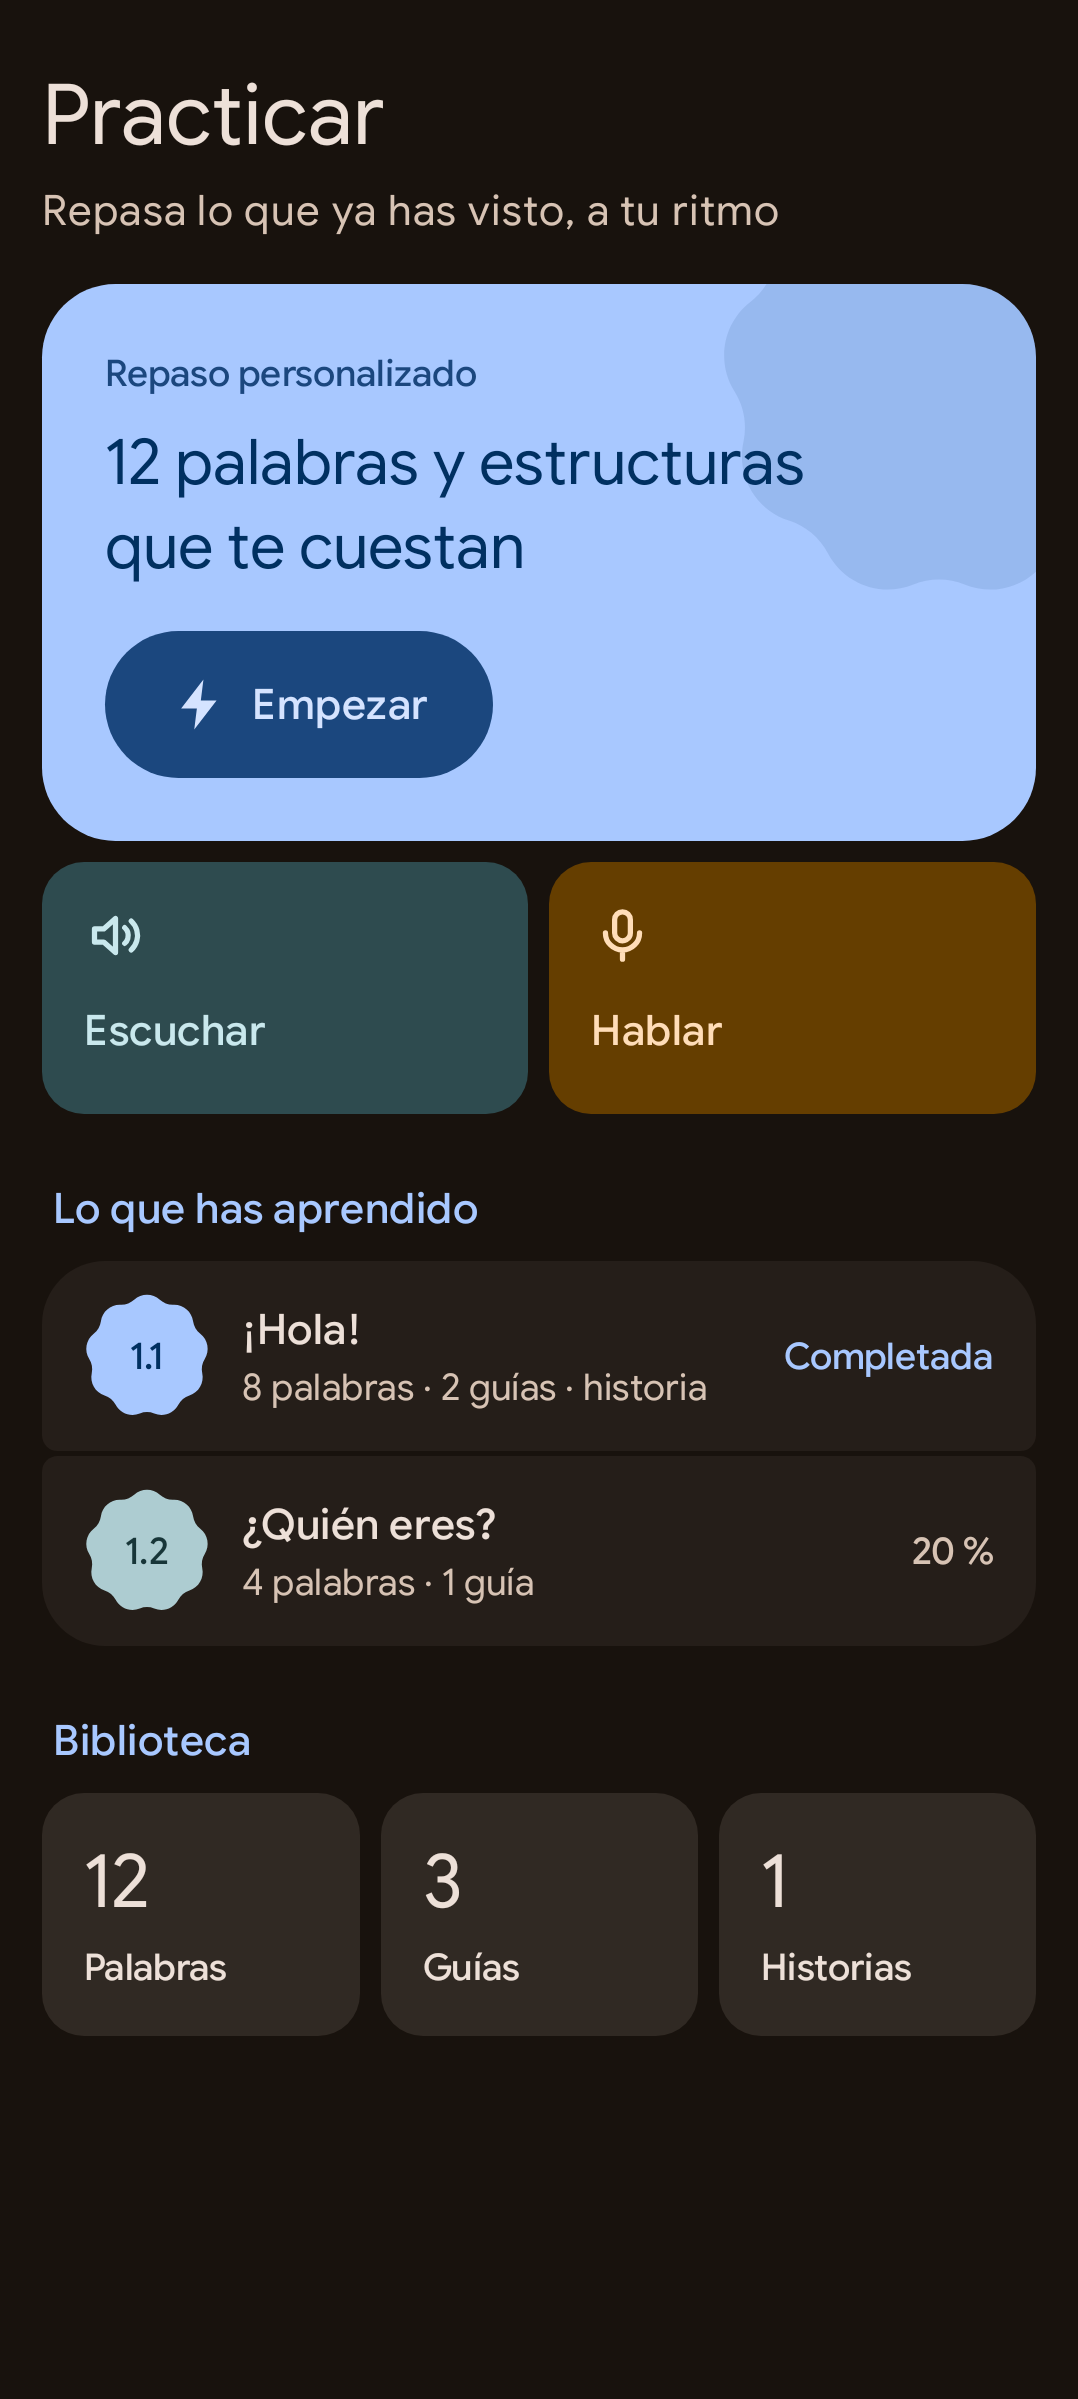 Practicar
Repasa lo que ya has visto, a tu ritmo
Repaso personalizado
12 palabras y estructuras
que te cuestan
Empezar
Escuchar
Hablar
Lo que has aprendido
1.1
¡Hola!
8 palabras · 2 guías · historia
Completada
1.2
¿Quién eres?
4 palabras · 1 guía
20 %
Biblioteca
12
Palabras
3
Guías
1
Historias